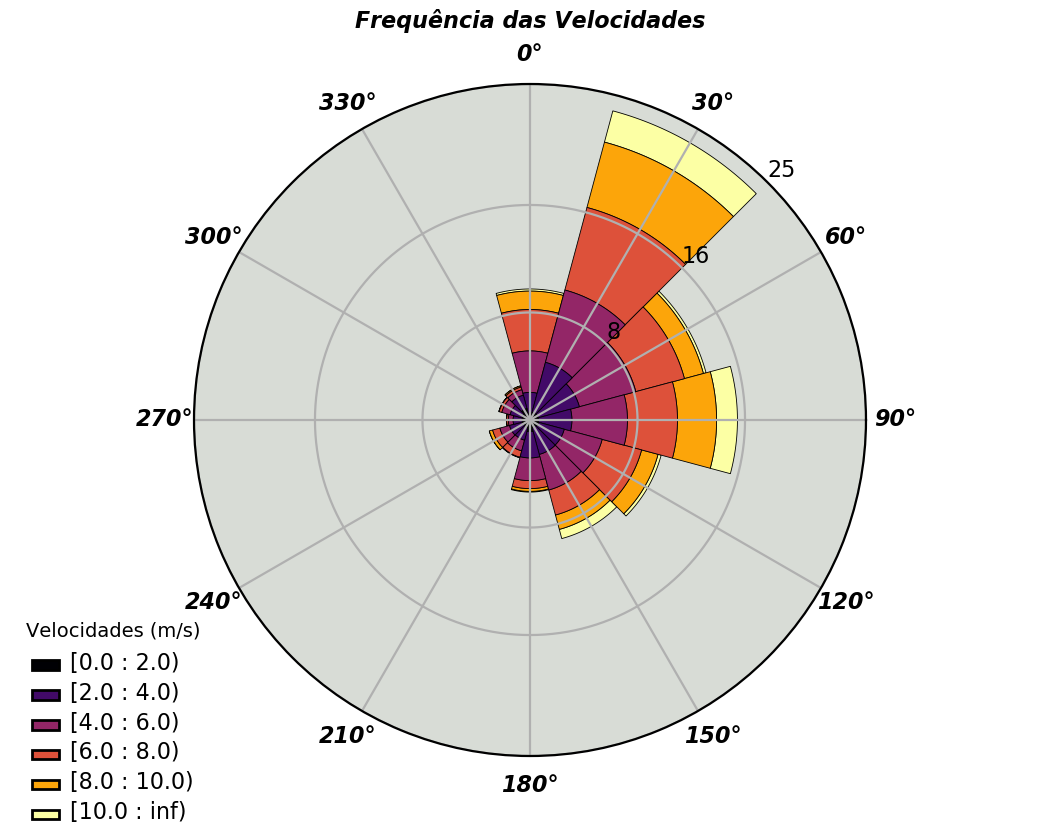 Frequência das Velocidades
0°
330°
30°
25
300°
60°
16
8
270°
90°
240°
120°
210°
150°
180°
Velocidades (m/s)
[0.0 : 2.0)
[2.0 : 4.0)
[4.0 : 6.0)
[6.0 : 8.0)
[8.0 : 10.0)
[10.0 : inf)